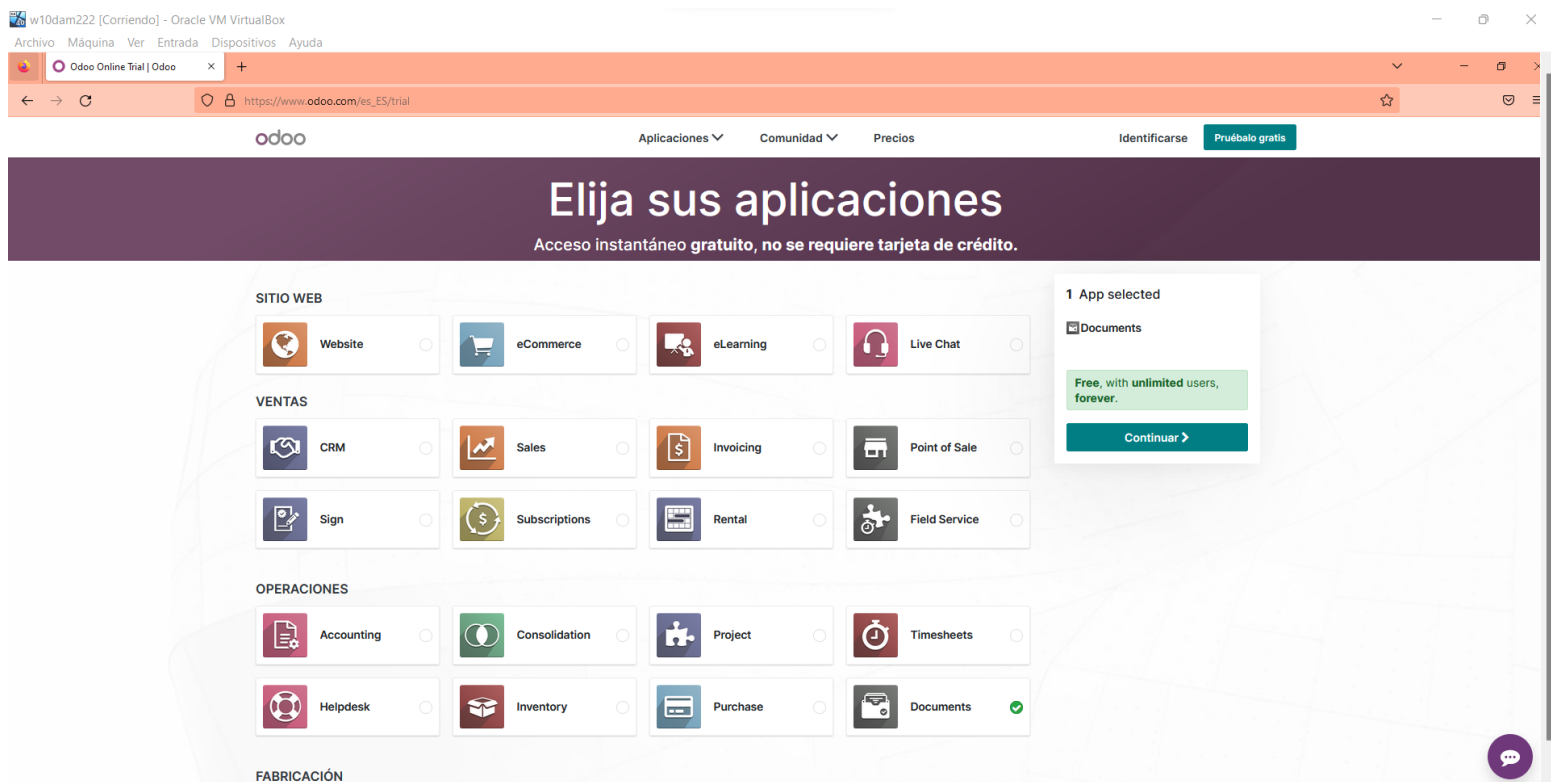 w10dam222 [Corriendo] - Oracle VM VirtualBox
Archivo Máquina Ver Entrada Dispositivos Ayuda
Odoo Online Trial | Odoo
https://www.odoo.com/es_ES/trial
odoo Aplicaciones Comunidad Precios Identificarse Pruébalo gratis
Elija sus aplicaciones
Acceso instantáneo gratuito, no se requiere tarjeta de crédito.
SITIO WEB
Website eCommerce eLearning Live Chat
VENTAS
CRM Sales Invoicing Point of Sale
Sign Subscriptions Rental Field Service
OPERACIONES
Accounting Consolidation Project Timesheets
Helpdesk Inventory Purchase Documents
FABRICACIÓN
1 App selected
Documents
Free, with unlimited users,
forever.
Continuar